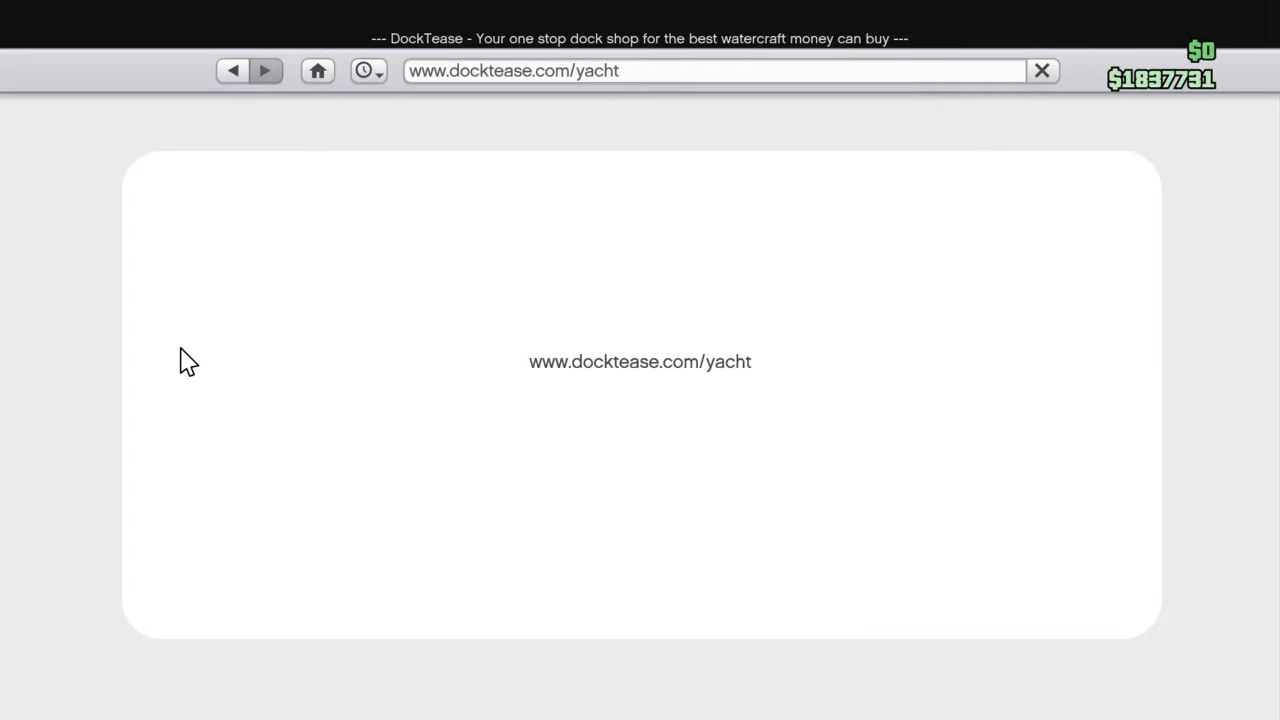 --- DockTease - Your one stop dock shop for the best watercraft money can buy ---
$0
www.docktease.com/yacht
$1837731
www.docktease.com/yacht